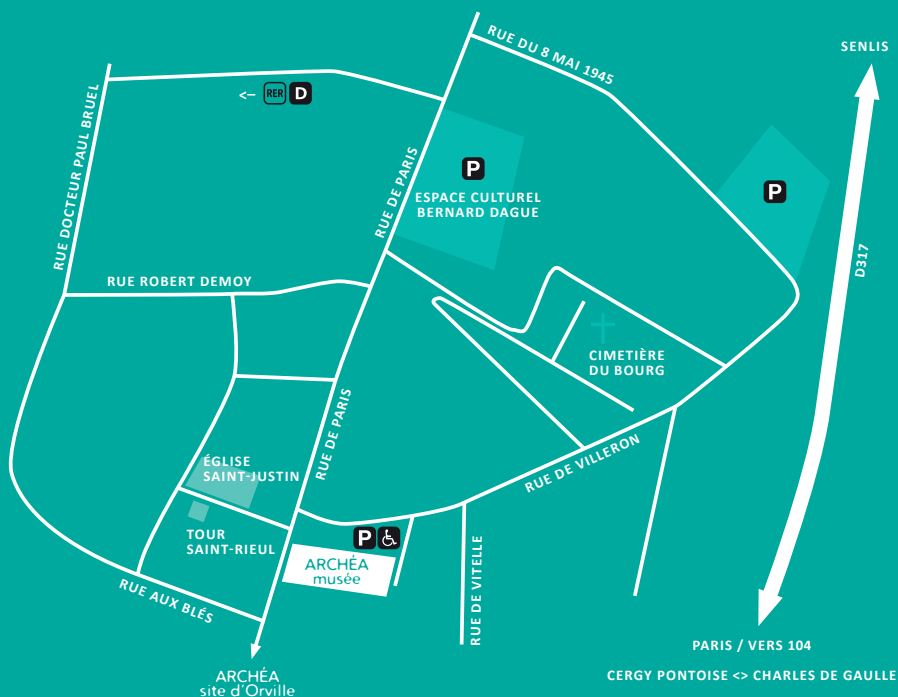 RUE DU 8 MAI 1945
SENLIS
RUE DOCTEUR PAUL BRUEL
<– RER D
RUE DE PARIS
P
ESPACE CULTUREL
BERNARD DAGUE
P
D317
RUE ROBERT DEMOY
CIMETIÈRE
DU BOURG
RUE DE PARIS
RUE DE VILLERON
ÉGLISE
SAINT-JUSTIN
TOUR
SAINT-RIEUL
P
ARCHÉA
musée
RUE DE VITELLE
RUE AUX BLÉS
PARIS / VERS 104
CERGY PONTOISE <> CHARLES DE GAULLE
ARCHÉA
site d'Orville